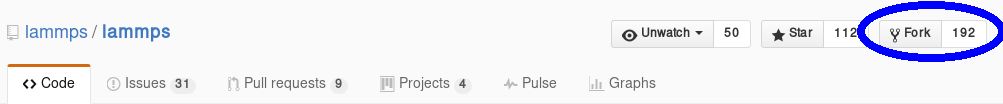 lammps / lammps
Unwatch 50 Star 112 Fork 192
Code Issues 31 Pull requests 9 Projects 4 Pulse Graphs